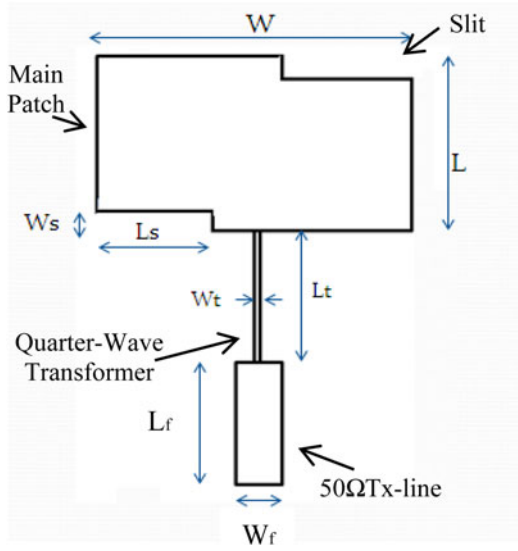 W
Slit
Main
Patch
L
Ws
Ls
Wt
Lt
Quarter-Wave
Transformer
Lf
50ΩTx-line
Wf